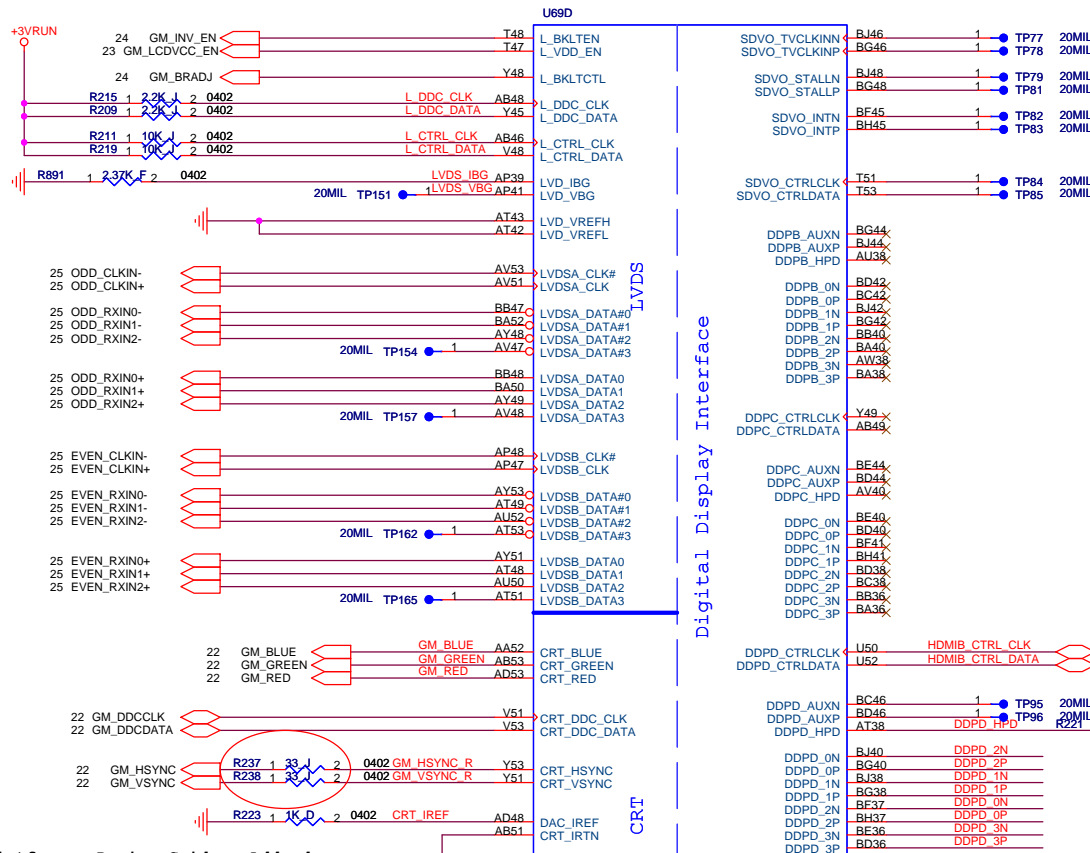 U69D
+3VRUN
24 GM_INV_EN T48 L_BKLTEN
23 GM_LCDVCC_EN T47 L_VDD_EN
24 GM_BRADJ Y48 L_BKLTCTL
R215 1 2.2K_J 2 0402 L_DDC_CLK AB48 L_DDC_CLK
R209 1 2.2K_J 2 0402 L_DDC_DATA Y45 L_DDC_DATA
R211 1 10K_J 2 0402 L_CTRL_CLK AB46 L_CTRL_CLK
R219 1 10K_J 2 0402 L_CTRL_DATA V48 L_CTRL_DATA
R891 1 2.37K_F 2 0402 LVDS_IBG AP39 LVD_IBG
20MIL TP151 1 LVDS_VBG AP41 LVD_VBG
AT43 LVD_VREFH
AT42 LVD_VREFL
25 ODD_CLKIN- AV53 LVDSA_CLK#
25 ODD_CLKIN+ AV51 LVDSA_CLK
25 ODD_RXIN0- BB47 LVDSA_DATA#0
25 ODD_RXIN1- BA52 LVDSA_DATA#1
25 ODD_RXIN2- AY48 LVDSA_DATA#2
20MIL TP154 1 AV47 LVDSA_DATA#3
25 ODD_RXIN0+ BB48 LVDSA_DATA0
25 ODD_RXIN1+ BA50 LVDSA_DATA1
25 ODD_RXIN2+ AY49 LVDSA_DATA2
20MIL TP157 1 AV48 LVDSA_DATA3
25 EVEN_CLKIN- AP48 LVDSB_CLK#
25 EVEN_CLKIN+ AP47 LVDSB_CLK
25 EVEN_RXIN0- AY53 LVDSB_DATA#0
25 EVEN_RXIN1- AT49 LVDSB_DATA#1
25 EVEN_RXIN2- AU52 LVDSB_DATA#2
20MIL TP162 1 AT53 LVDSB_DATA#3
25 EVEN_RXIN0+ AY51 LVDSB_DATA0
25 EVEN_RXIN1+ AT48 LVDSB_DATA1
25 EVEN_RXIN2+ AU50 LVDSB_DATA2
20MIL TP165 1 AT51 LVDSB_DATA3
22 GM_BLUE GM_BLUE AA52 CRT_BLUE
22 GM_GREEN GM_GREEN AB53 CRT_GREEN
22 GM_RED GM_RED AD53 CRT_RED
22 GM_DDCCLK V51 CRT_DDC_CLK
22 GM_DDCDATA V53 CRT_DDC_DATA
22 GM_HSYNC R237 1 33_J 2 0402 GM_HSYNC_R Y53 CRT_HSYNC
22 GM_VSYNC R238 1 33_J 2 0402 GM_VSYNC_R Y51 CRT_VSYNC
R223 1 1K_D 2 0402 CRT_IREF AD48 DAC_IREF
AB51 CRT_IRTN
LVDS
CRT
Digital Display Interface
SDVO_TVCLKINN BJ46 1 TP77 20MIL
SDVO_TVCLKINP BG46 1 TP78 20MIL
SDVO_STALLN BJ48 1 TP79 20MIL
SDVO_STALLP BG48 1 TP81 20MIL
SDVO_INTN BF45 1 TP82 20MIL
SDVO_INTP BH45 1 TP83 20MIL
SDVO_CTRLCLK T51 1 TP84 20MIL
SDVO_CTRLDATA T53 1 TP85 20MIL
DDPB_AUXN BG44
DDPB_AUXP BJ44
DDPB_HPD AU38
DDPB_0N BD42
DDPB_0P BC42
DDPB_1N BJ42
DDPB_1P BG42
DDPB_2N BB40
DDPB_2P BA40
DDPB_3N AW38
DDPB_3P BA38
DDPC_CTRLCLK Y49
DDPC_CTRLDATA AB49
DDPC_AUXN BE44
DDPC_AUXP BD44
DDPC_HPD AV40
DDPC_0N BE40
DDPC_0P BD40
DDPC_1N BF41
DDPC_1P BH41
DDPC_2N BD38
DDPC_2P BC38
DDPC_3N BB36
DDPC_3P BA36
DDPD_CTRLCLK U50 HDMIB_CTRL_CLK
DDPD_CTRLDATA U52 HDMIB_CTRL_DATA
DDPD_AUXN BC46 1 TP95 20MIL
DDPD_AUXP BD46 1 TP96 20MIL
DDPD_HPD AT38 DDPD_HPD R221
DDPD_0N BJ40 DDPD_2N
DDPD_0P BG40 DDPD_2P
DDPD_1N BJ38 DDPD_1N
DDPD_1P BG38 DDPD_1P
DDPD_2N BF37 DDPD_0N
DDPD_2P BH37 DDPD_0P
DDPD_3N BE36 DDPD_3N
DDPD_3P BD36 DDPD_3P